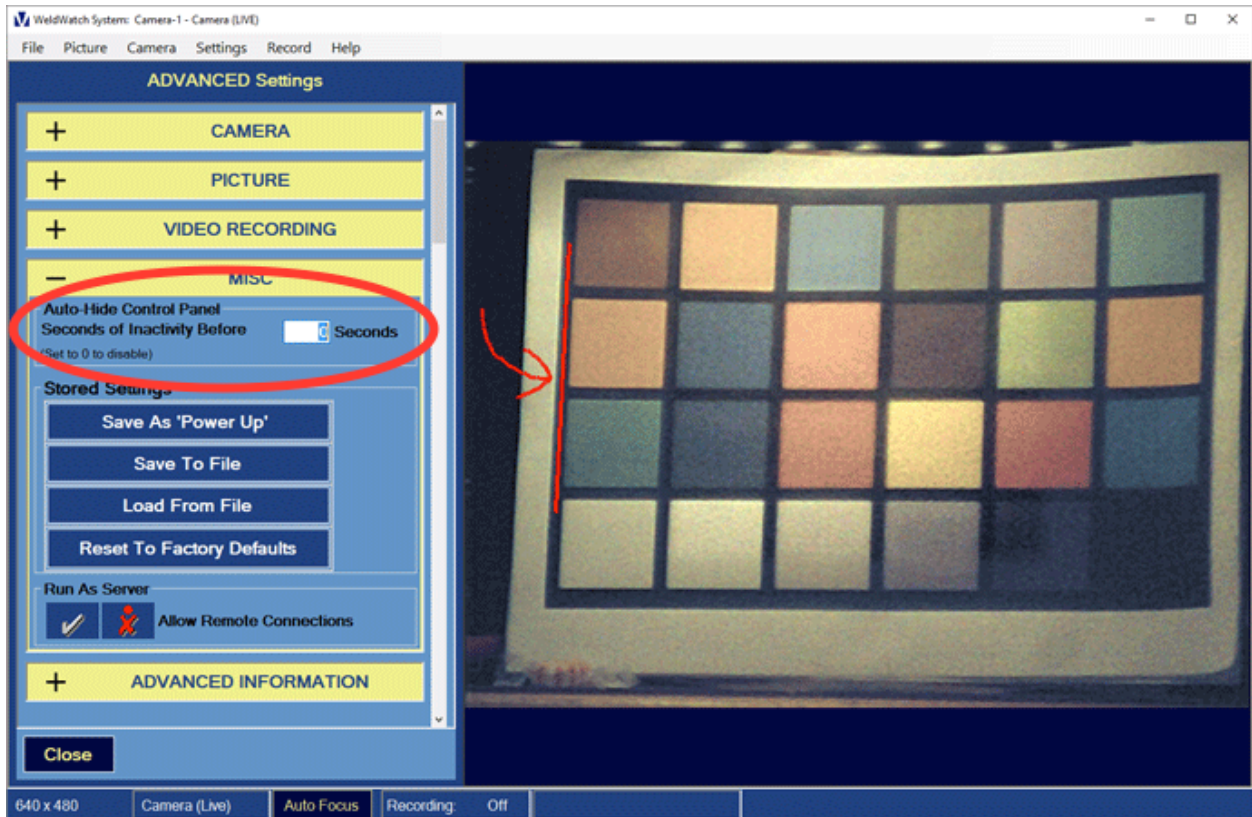 WeldWatch System: Camera-1 - Camera (LIVE)
File Picture Camera Settings Record Help
ADVANCED Settings
+ CAMERA
+ PICTURE
+ VIDEO RECORDING
− MISC
Auto-Hide Control Panel
Seconds of Inactivity Before 0 Seconds
(Set to 0 to disable)
Stored Settings
Save As 'Power Up'
Save To File
Load From File
Reset To Factory Defaults
Run As Server
Allow Remote Connections
+ ADVANCED INFORMATION
Close
640 x 480 Camera (Live) Auto Focus Recording: Off